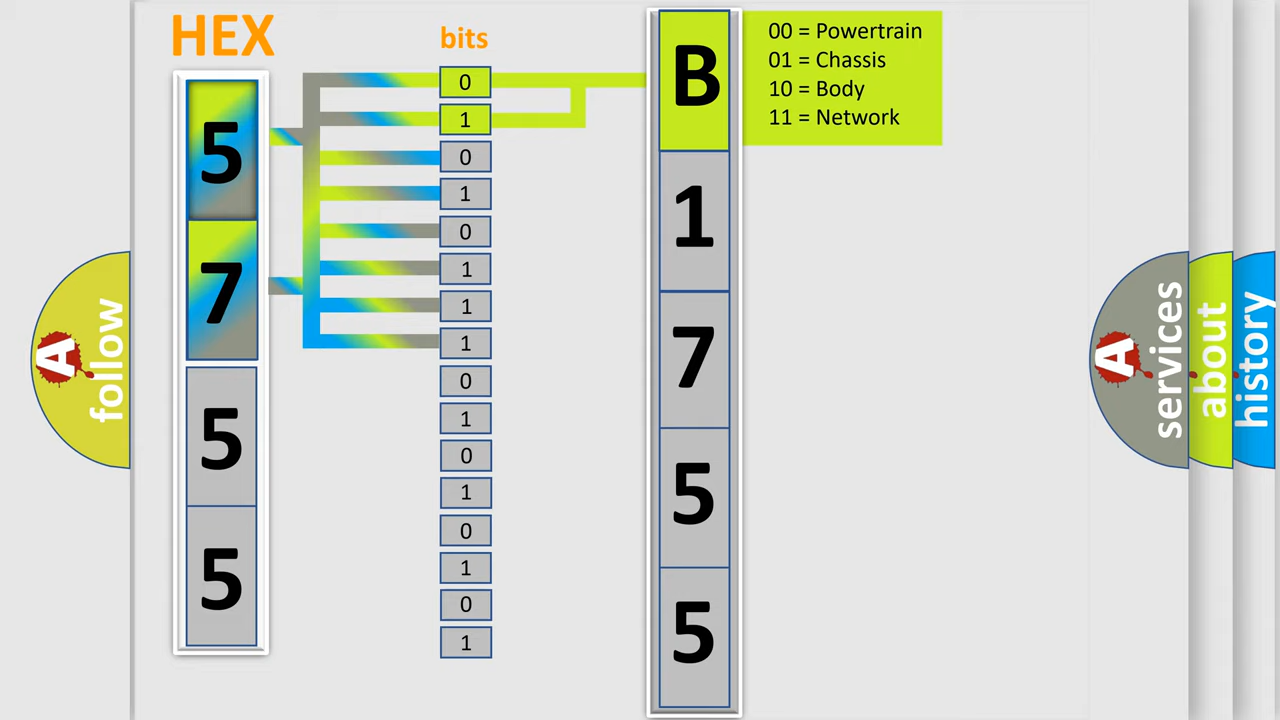 HEX
bits
5
7
5
5
0
1
0
1
0
1
1
1
0
1
0
1
0
1
0
1
B
1
7
5
5
00 = Powertrain
01 = Chassis
10 = Body
11 = Network
A
follow
A
services
about
history